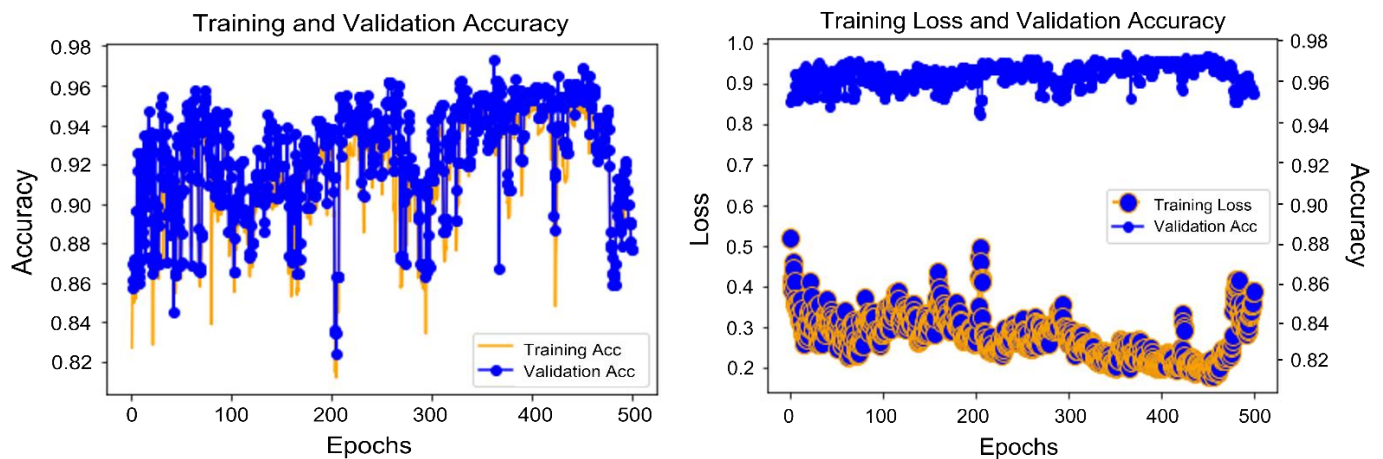 Training and Validation Accuracy
0.98
0.96
0.94
0.92
0.90
0.88
0.86
0.84
0.82
Accuracy
Training Acc
Validation Acc
0 100 200 300 400 500
Epochs
Training Loss and Validation Accuracy
1.0
0.9
0.8
0.7
0.6
0.5
0.4
0.3
0.2
Loss
Training Loss
Validation Acc
0.98
0.96
0.94
0.92
0.90
0.88
0.86
0.84
0.82
Accuracy
0 100 200 300 400 500
Epochs